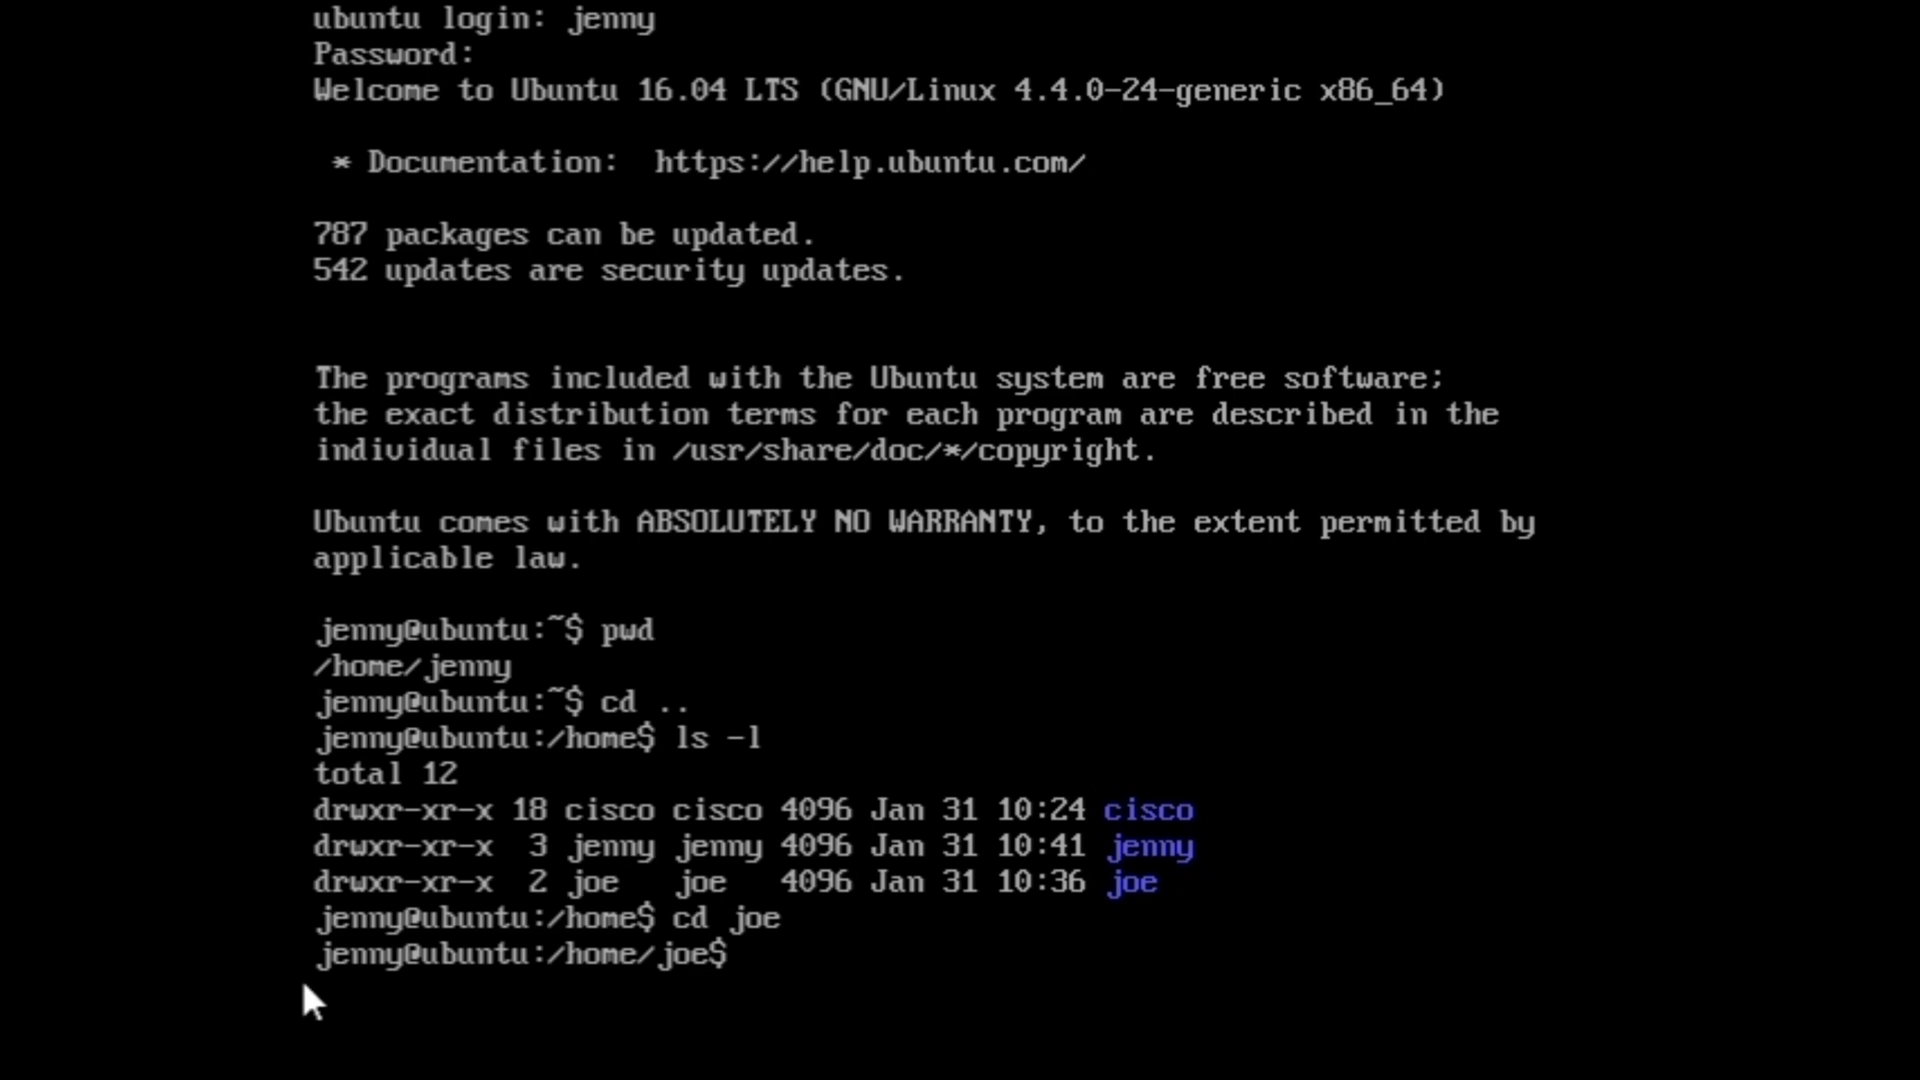 ubuntu login: jenny
Password:
Welcome to Ubuntu 16.04 LTS (GNU/Linux 4.4.0-24-generic x86_64)
* Documentation:  https://help.ubuntu.com/
787 packages can be updated.
542 updates are security updates.
The programs included with the Ubuntu system are free software;
the exact distribution terms for each program are described in the
individual files in /usr/share/doc/*/copyright.
Ubuntu comes with ABSOLUTELY NO WARRANTY, to the extent permitted by
applicable law.
jenny@ubuntu:~$ pwd
/home/jenny
jenny@ubuntu:~$ cd ..
jenny@ubuntu:/home$ ls -l
total 12
drwxr-xr-x 18 cisco cisco 4096 Jan 31 10:24 cisco
drwxr-xr-x  3 jenny jenny 4096 Jan 31 10:41 jenny
drwxr-xr-x  2 joe   joe   4096 Jan 31 10:36 joe
jenny@ubuntu:/home$ cd joe
jenny@ubuntu:/home/joe$